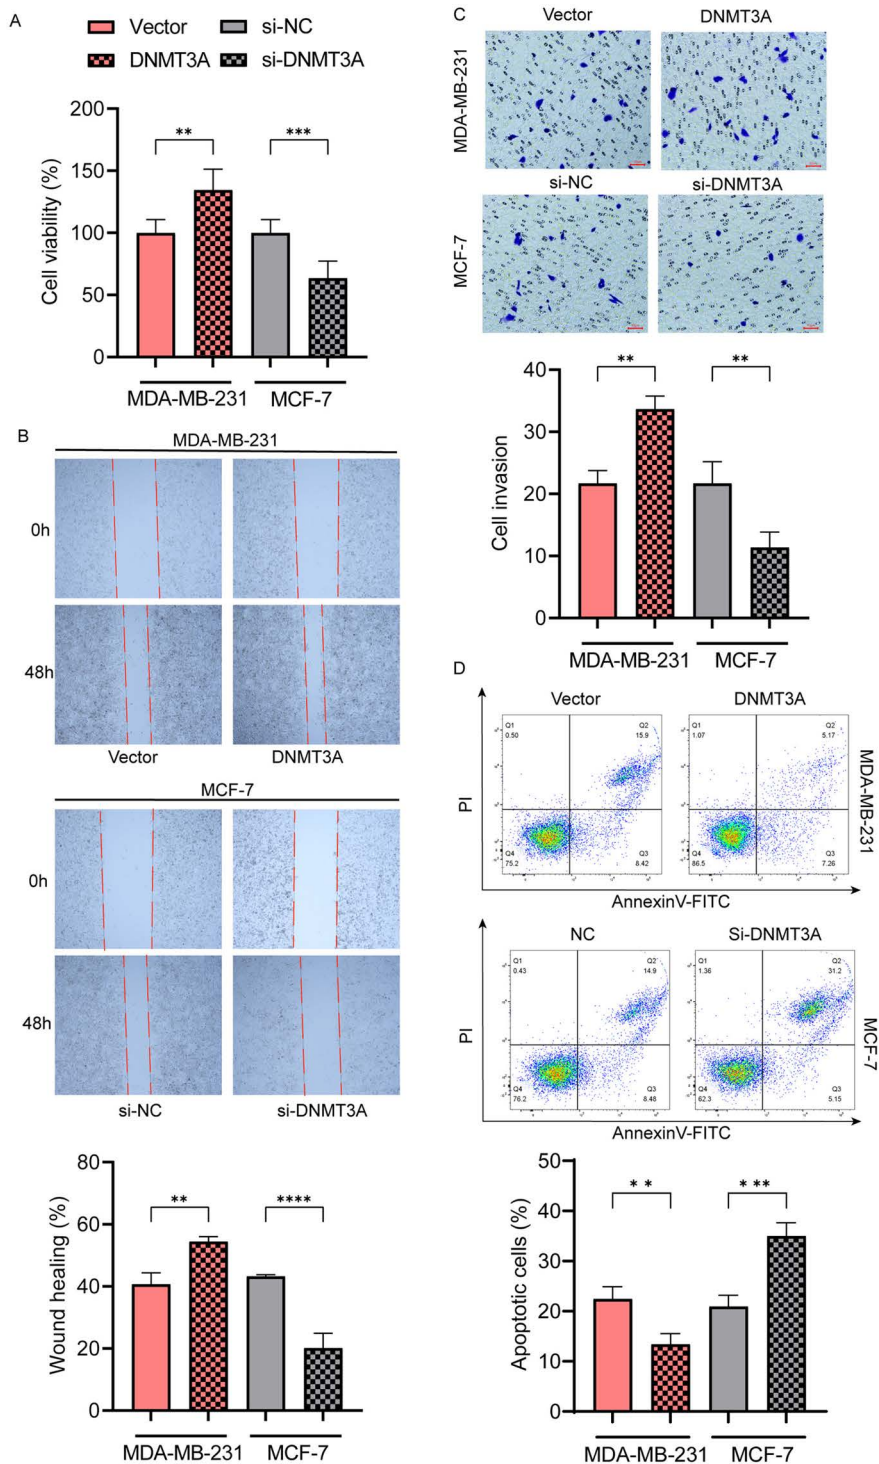 A
Vector
si-NC
DNMT3A
si-DNMT3A
200
150
100
50
0
Cell viability (%)
**
***
MDA-MB-231
MCF-7
B
MDA-MB-231
0h
48h
Vector
DNMT3A
MCF-7
0h
48h
si-NC
si-DNMT3A
80
60
40
20
0
Wound healing (%)
**
****
MDA-MB-231
MCF-7
C
Vector
DNMT3A
MDA-MB-231
si-NC
si-DNMT3A
MCF-7
40
30
20
10
0
Cell invasion
**
**
MDA-MB-231
MCF-7
D
Vector
DNMT3A
Q1
0.50
Q2
15.9
Q4
75.2
Q3
8.42
Q1
1.07
Q2
5.17
Q4
86.5
Q3
7.26
PI
MDA-MB-231
AnnexinV-FITC
NC
Si-DNMT3A
Q1
0.43
Q2
14.9
Q4
76.2
Q3
8.48
Q1
1.36
Q2
31.2
Q4
62.3
Q3
5.15
PI
MCF-7
AnnexinV-FITC
50
40
30
20
10
0
Apoptotic cells (%)
* *
* **
MDA-MB-231
MCF-7